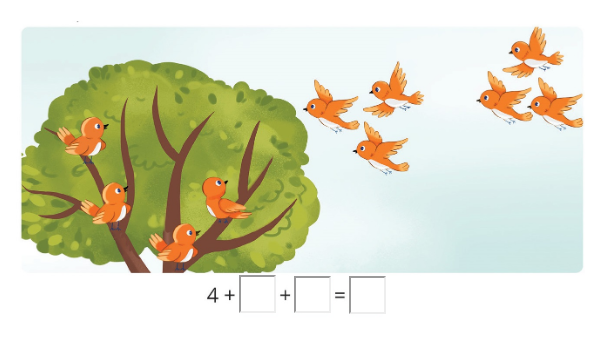 4 + + =